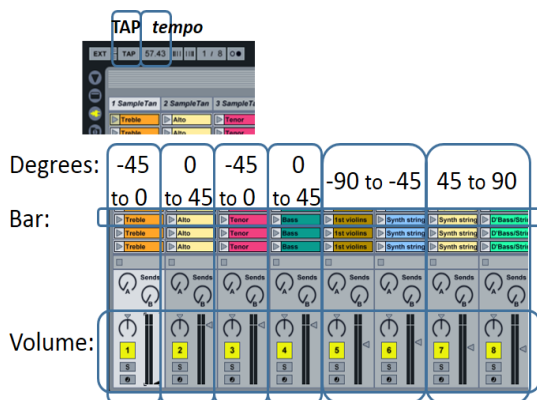 TAP tempo
EXT TAP 57.43 1 / 8
1 SampleTan 2 SampleTan 3 SampleTa
Treble Alto Tenor
Treble Alto Tenor
Degrees: -45 to 0 0 to 45 -45 to 0 0 to 45 -90 to -45 45 to 90
Bar: Treble Alto Tenor Bass 1st violins Synth string Synth string D'Bass/Stri
Treble Alto Tenor Bass 1st violins Synth string Synth string D'Bass/Stri
Treble Alto Tenor Bass 1st violins Synth string Synth string D'Bass/Stri
Sends Sends Sends Sends Sends Sends Sends Sends
A A A A A A A A
B B B B B B B B
Volume: 1 2 3 4 5 6 7 8
S S S S S S S S